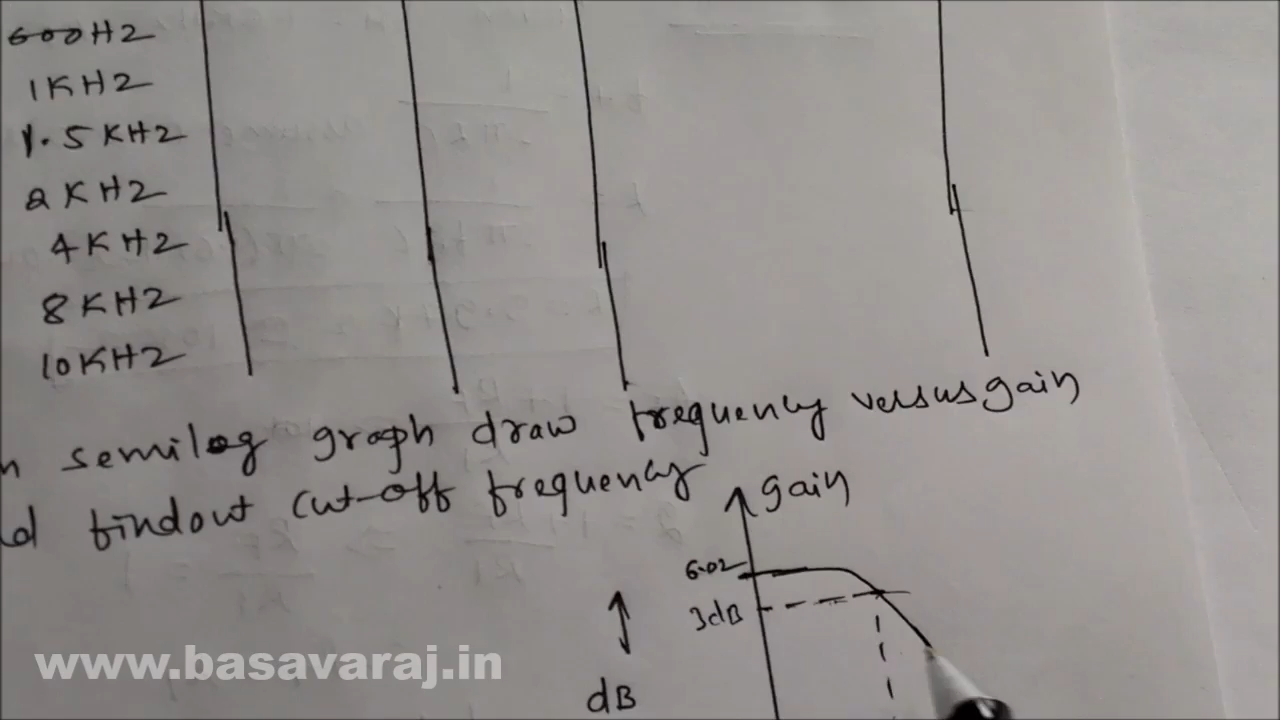 600HZ
1KHZ
1.5KHZ
2KHZ
4KHZ
8KHZ
10KHZ
n semilog graph draw frequency versus gain
d findout cut-off frequency
gain
6.02
3dB
dB
www.basavaraj.in